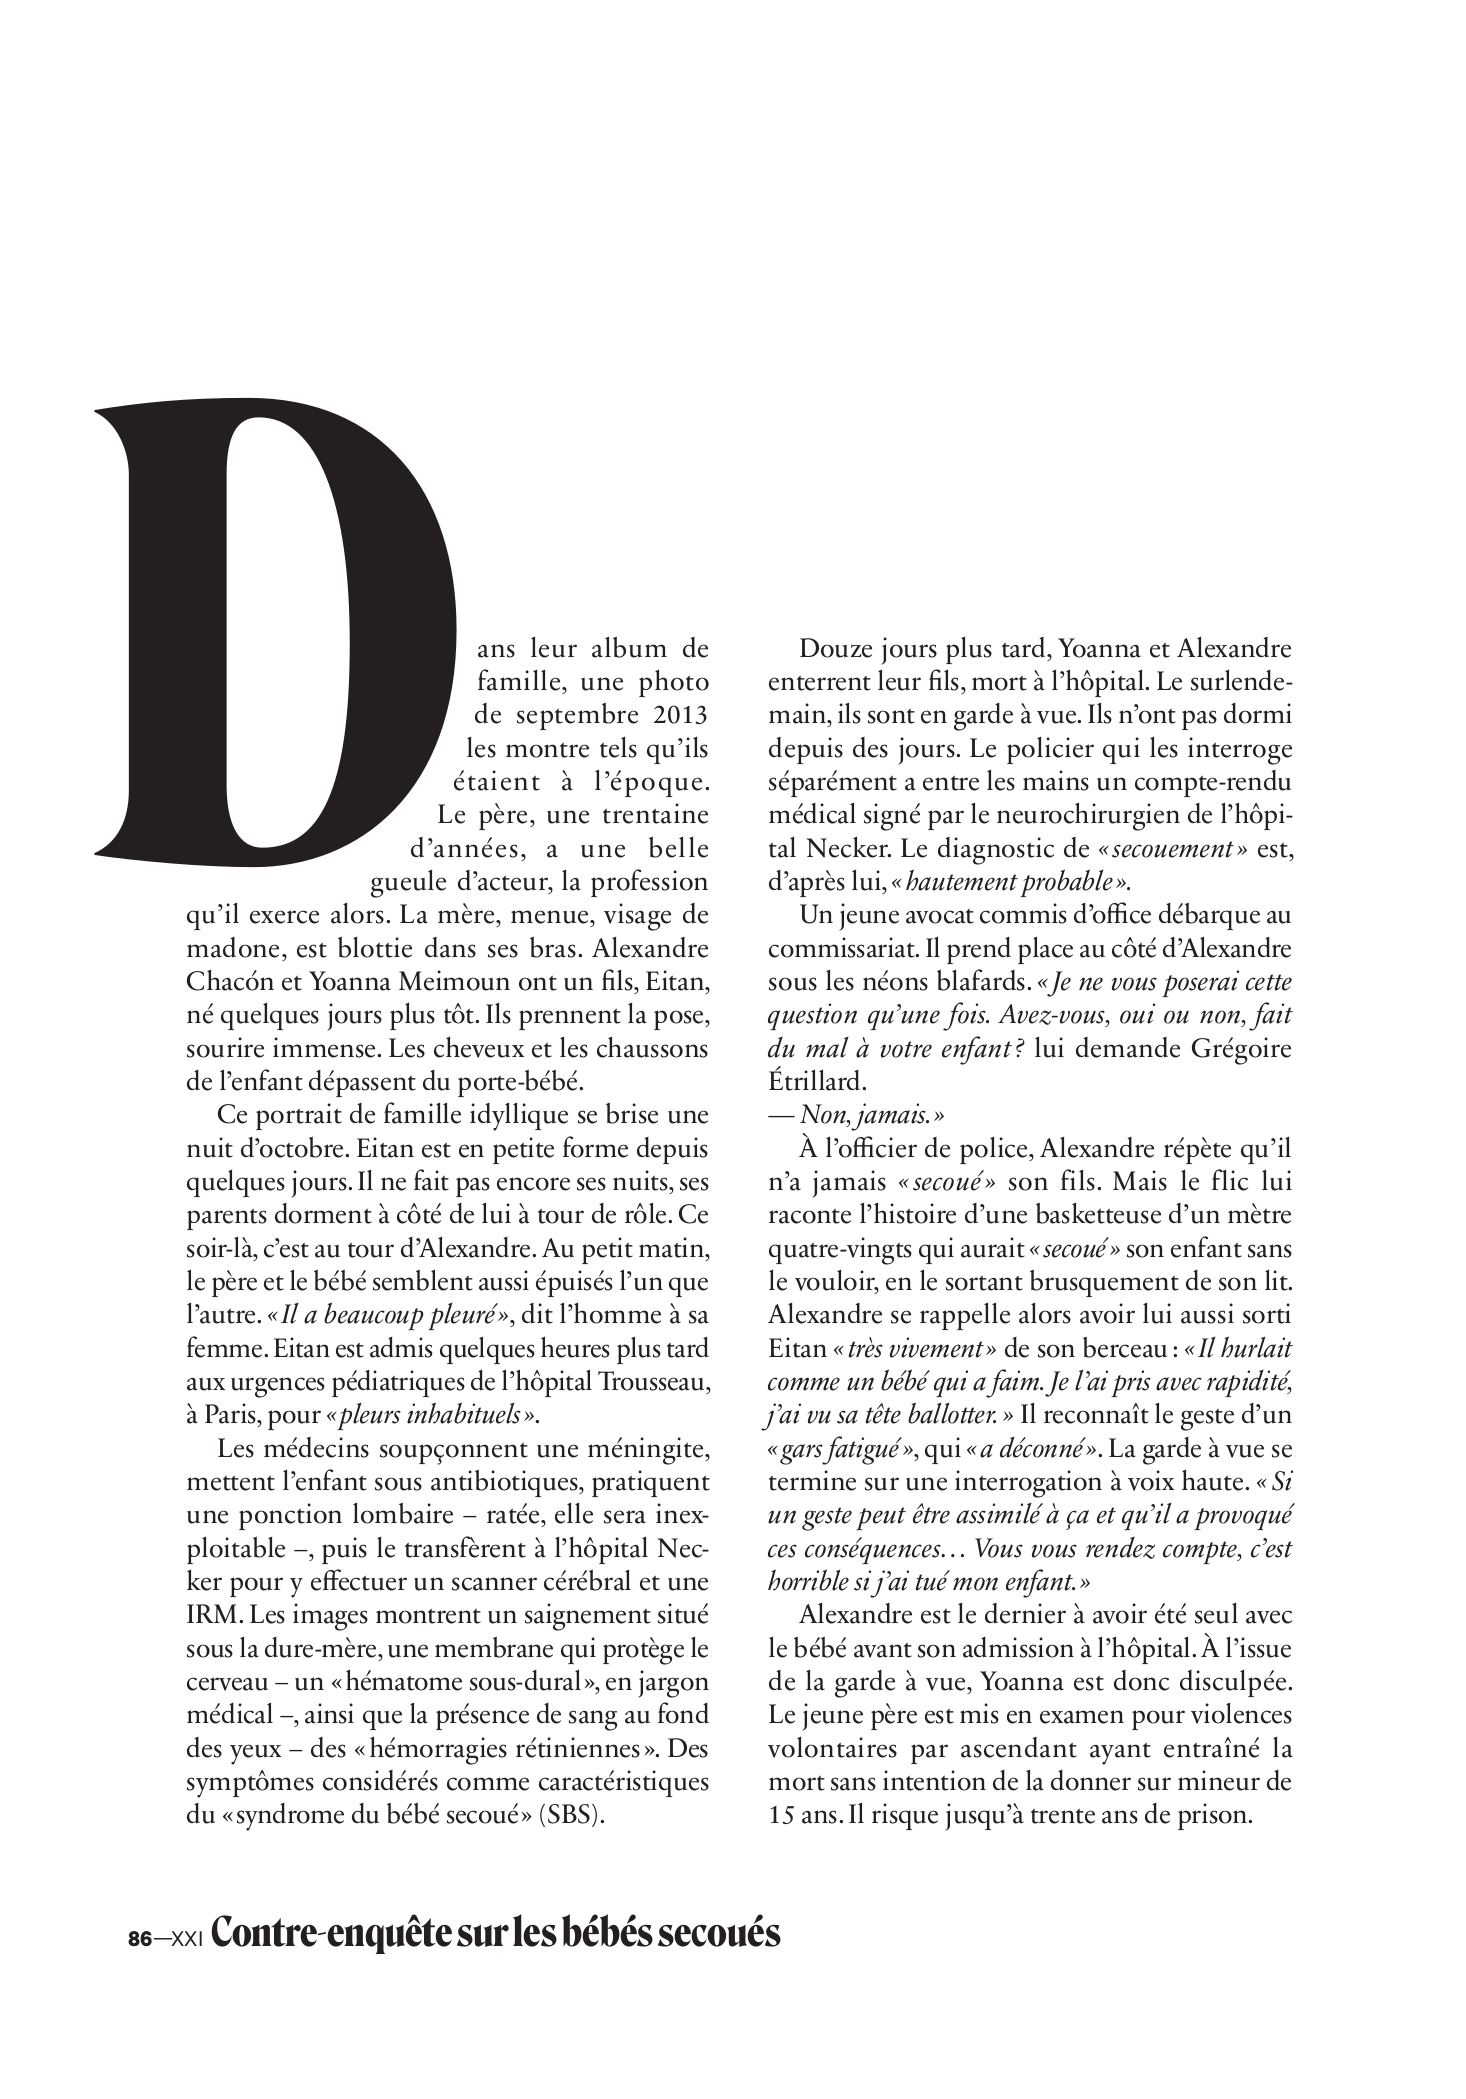 D
ans leur album de
famille, une photo
de septembre 2013
les montre tels qu’ils
étaient à l’époque.
Le père, une trentaine
d’années, a une belle
gueule d’acteur, la profession
qu’il exerce alors. La mère, menue, visage de
madone, est blottie dans ses bras. Alexandre
Chacón et Yoanna Meimoun ont un fils, Eitan,
né quelques jours plus tôt. Ils prennent la pose,
sourire immense. Les cheveux et les chaussons
de l’enfant dépassent du porte-bébé.
Ce portrait de famille idyllique se brise une
nuit d’octobre. Eitan est en petite forme depuis
quelques jours. Il ne fait pas encore ses nuits, ses
parents dorment à côté de lui à tour de rôle. Ce
soir-là, c’est au tour d’Alexandre. Au petit matin,
le père et le bébé semblent aussi épuisés l’un que
l’autre. « Il a beaucoup pleuré », dit l’homme à sa
femme. Eitan est admis quelques heures plus tard
aux urgences pédiatriques de l’hôpital Trousseau,
à Paris, pour « pleurs inhabituels ».
Les médecins soupçonnent une méningite,
mettent l’enfant sous antibiotiques, pratiquent
une ponction lombaire – ratée, elle sera inex-
ploitable –, puis le transfèrent à l’hôpital Nec-
ker pour y effectuer un scanner cérébral et une
IRM. Les images montrent un saignement situé
sous la dure-mère, une membrane qui protège le
cerveau – un « hématome sous-dural », en jargon
médical –, ainsi que la présence de sang au fond
des yeux – des « hémorragies rétiniennes ». Des
symptômes considérés comme caractéristiques
du « syndrome du bébé secoué » (SBS).
Douze jours plus tard, Yoanna et Alexandre
enterrent leur fils, mort à l’hôpital. Le surlende-
main, ils sont en garde à vue. Ils n’ont pas dormi
depuis des jours. Le policier qui les interroge
séparément a entre les mains un compte-rendu
médical signé par le neurochirurgien de l’hôpi-
tal Necker. Le diagnostic de « secouement » est,
d’après lui, « hautement probable ».
Un jeune avocat commis d’office débarque au
commissariat. Il prend place au côté d’Alexandre
sous les néons blafards. « Je ne vous poserai cette
question qu’une fois. Avez-vous, oui ou non, fait
du mal à votre enfant ? lui demande Grégoire
Étrillard.
— Non, jamais. »
À l’officier de police, Alexandre répète qu’il
n’a jamais « secoué » son fils. Mais le flic lui
raconte l’histoire d’une basketteuse d’un mètre
quatre-vingts qui aurait « secoué » son enfant sans
le vouloir, en le sortant brusquement de son lit.
Alexandre se rappelle alors avoir lui aussi sorti
Eitan « très vivement » de son berceau : « Il hurlait
comme un bébé qui a faim. Je l’ai pris avec rapidité,
j’ai vu sa tête ballotter. » Il reconnaît le geste d’un
« gars fatigué », qui « a déconné ». La garde à vue se
termine sur une interrogation à voix haute. « Si
un geste peut être assimilé à ça et qu’il a provoqué
ces conséquences… Vous vous rendez compte, c’est
horrible si j’ai tué mon enfant. »
Alexandre est le dernier à avoir été seul avec
le bébé avant son admission à l’hôpital. À l’issue
de la garde à vue, Yoanna est donc disculpée.
Le jeune père est mis en examen pour violences
volontaires par ascendant ayant entraîné la
mort sans intention de la donner sur mineur de
15 ans. Il risque jusqu’à trente ans de prison.
86—XXI Contre-enquête sur les bébés secoués